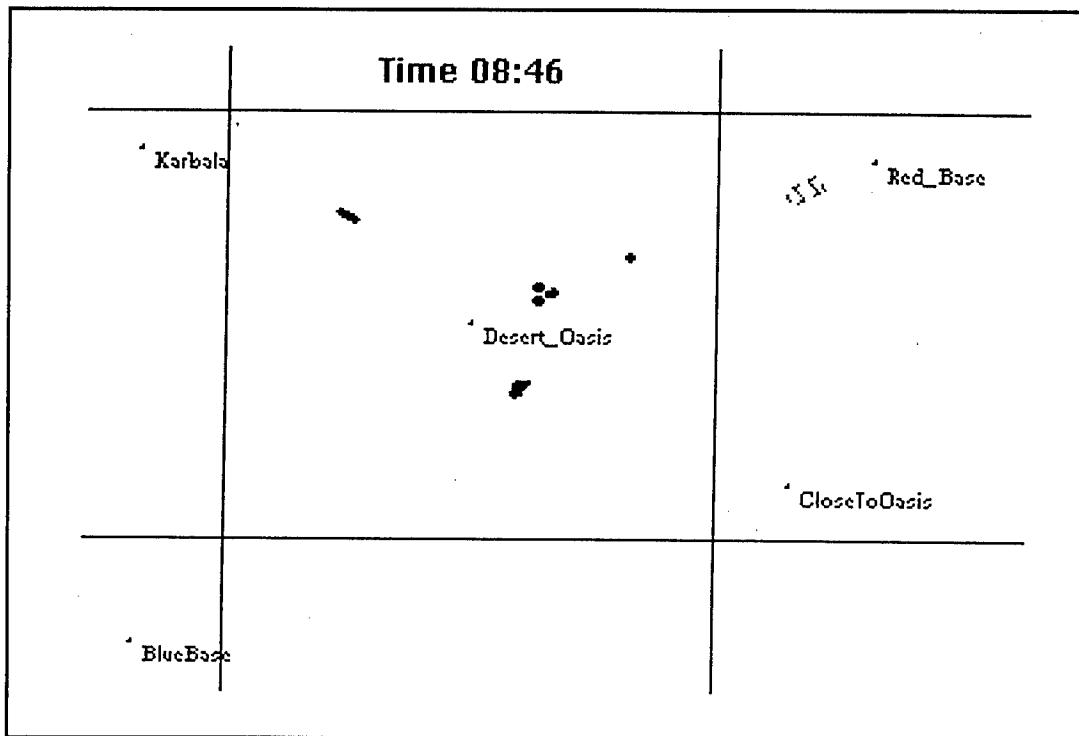 Time 08:46
Karbala
Red_Base
Desert_Oasis
CloseToOasis
BlueBase